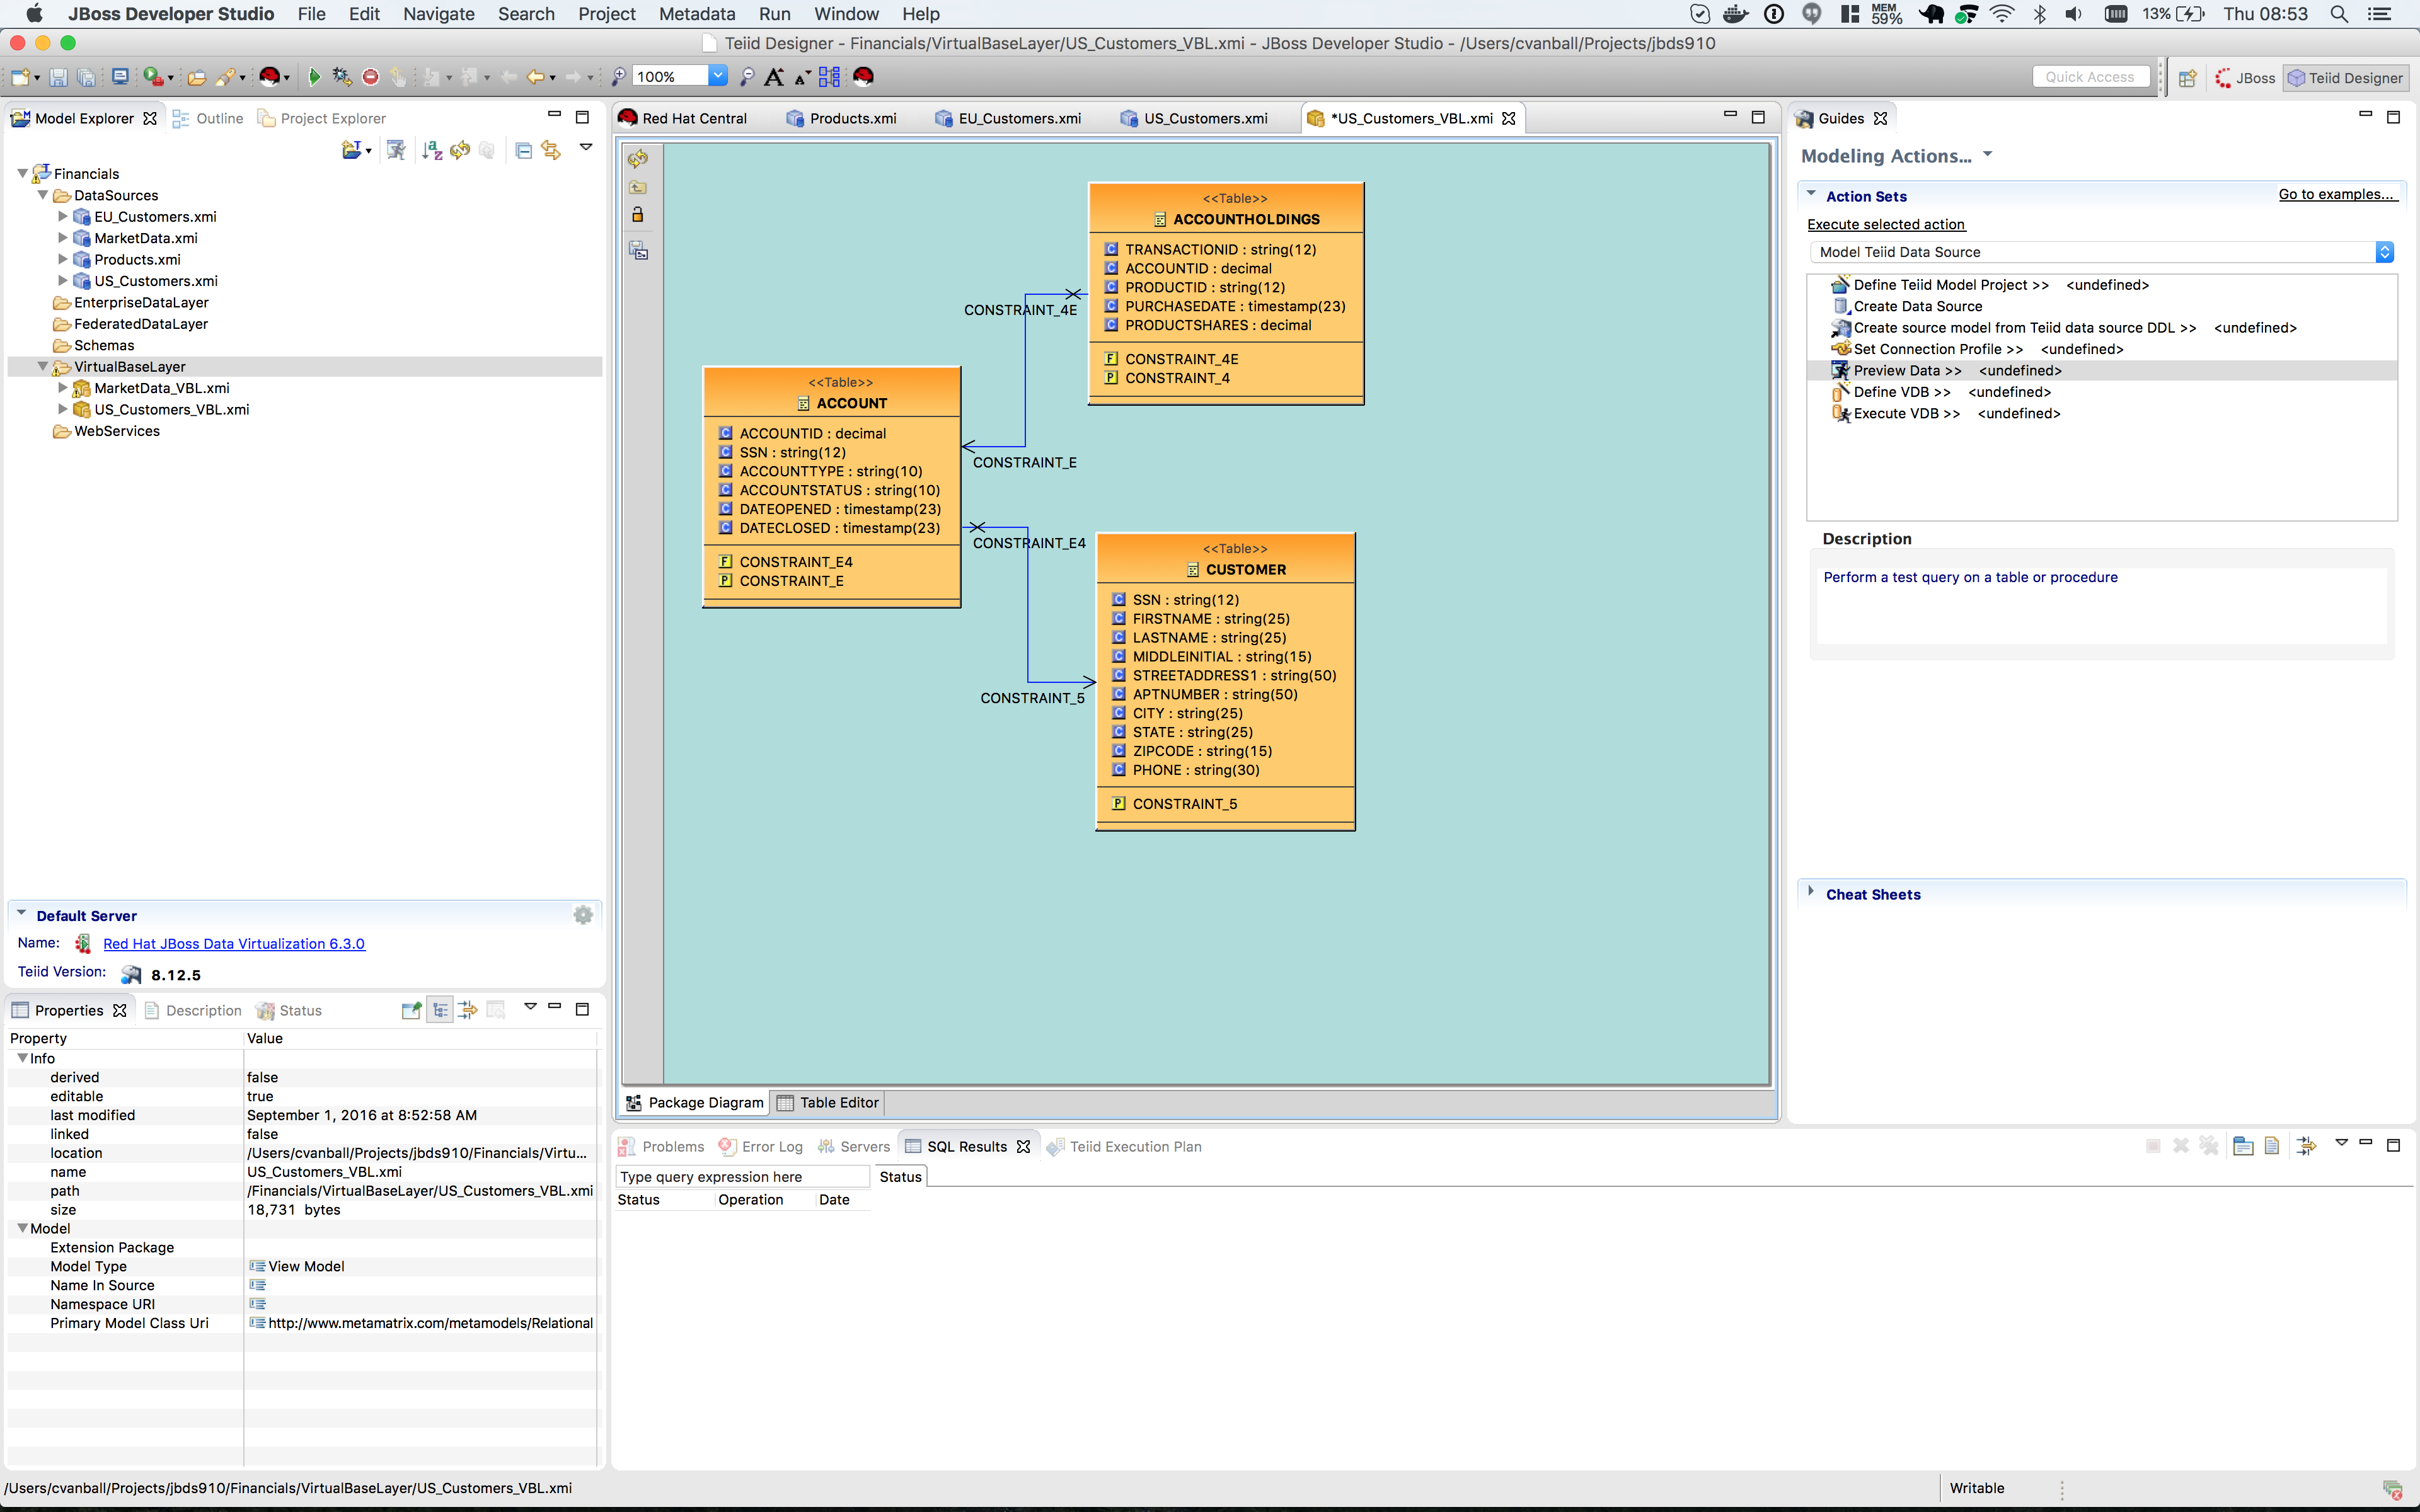 JBoss Developer Studio File Edit Navigate Search Project Metadata Run Window Help MEM 59% 13% Thu 08:53
Teiid Designer - Financials/VirtualBaseLayer/US_Customers_VBL.xmi - JBoss Developer Studio - /Users/cvanball/Projects/jbds910
100% Quick Access JBoss Teiid Designer
Model Explorer Outline Project Explorer
Financials
DataSources
EU_Customers.xmi
MarketData.xmi
Products.xmi
US_Customers.xmi
EnterpriseDataLayer
FederatedDataLayer
Schemas
VirtualBaseLayer
MarketData_VBL.xmi
US_Customers_VBL.xmi
WebServices
Default Server
Name: Red Hat JBoss Data Virtualization 6.3.0
Teiid Version: 8.12.5
Properties Description Status
Property Value
Info
derived false
editable true
last modified September 1, 2016 at 8:52:58 AM
linked false
location /Users/cvanball/Projects/jbds910/Financials/Virtu...
name US_Customers_VBL.xmi
path /Financials/VirtualBaseLayer/US_Customers_VBL.xmi
size 18,731 bytes
Model
Extension Package
Model Type View Model
Name In Source
Namespace URI
Primary Model Class Uri http://www.metamatrix.com/metamodels/Relational
Red Hat Central Products.xmi EU_Customers.xmi US_Customers.xmi *US_Customers_VBL.xmi
<<Table>>
ACCOUNTHOLDINGS
TRANSACTIONID : string(12)
ACCOUNTID : decimal
PRODUCTID : string(12)
PURCHASEDATE : timestamp(23)
PRODUCTSHARES : decimal
CONSTRAINT_4E
CONSTRAINT_4
CONSTRAINT_4E
CONSTRAINT_E
<<Table>>
ACCOUNT
ACCOUNTID : decimal
SSN : string(12)
ACCOUNTTYPE : string(10)
ACCOUNTSTATUS : string(10)
DATEOPENED : timestamp(23)
DATECLOSED : timestamp(23)
CONSTRAINT_E4
CONSTRAINT_E
CONSTRAINT_E4
CONSTRAINT_5
<<Table>>
CUSTOMER
SSN : string(12)
FIRSTNAME : string(25)
LASTNAME : string(25)
MIDDLEINITIAL : string(15)
STREETADDRESS1 : string(50)
APTNUMBER : string(50)
CITY : string(25)
STATE : string(25)
ZIPCODE : string(15)
PHONE : string(30)
CONSTRAINT_5
Package Diagram Table Editor
Problems Error Log Servers SQL Results Teiid Execution Plan
Type query expression here Status
Status Operation Date
Guides
Modeling Actions...
Action Sets Go to examples...
Execute selected action
Model Teiid Data Source
Define Teiid Model Project >> <undefined>
Create Data Source
Create source model from Teiid data source DDL >> <undefined>
Set Connection Profile >> <undefined>
Preview Data >> <undefined>
Define VDB >> <undefined>
Execute VDB >> <undefined>
Description
Perform a test query on a table or procedure
Cheat Sheets
/Users/cvanball/Projects/jbds910/Financials/VirtualBaseLayer/US_Customers_VBL.xmi Writable